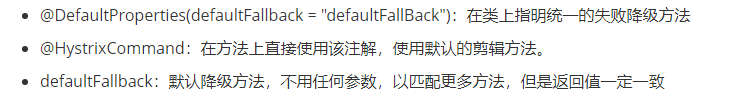 @DefaultProperties(defaultFallback = "defaultFallBack")：在类上指明统一的失败降级方法
@HystrixCommand：在方法上直接使用该注解，使用默认的剪辑方法。
defaultFallback：默认降级方法，不用任何参数，以匹配更多方法，但是返回值一定一致